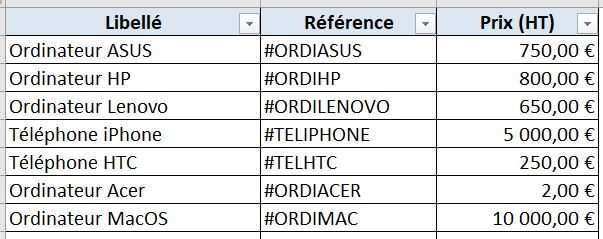 Libellé Référence Prix (HT)
Ordinateur ASUS #ORDIASUS 750,00 €
Ordinateur HP #ORDIHP 800,00 €
Ordinateur Lenovo #ORDILENOVO 650,00 €
Téléphone iPhone #TELIPHONE 5 000,00 €
Téléphone HTC #TELHTC 250,00 €
Ordinateur Acer #ORDIACER 2,00 €
Ordinateur MacOS #ORDIMAC 10 000,00 €